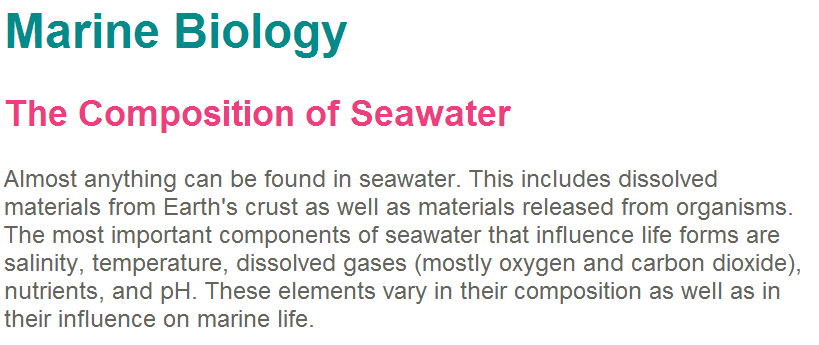 Marine Biology
The Composition of Seawater
Almost anything can be found in seawater. This includes dissolved
materials from Earth's crust as well as materials released from organisms.
The most important components of seawater that influence life forms are
salinity, temperature, dissolved gases (mostly oxygen and carbon dioxide),
nutrients, and pH. These elements vary in their composition as well as in
their influence on marine life.